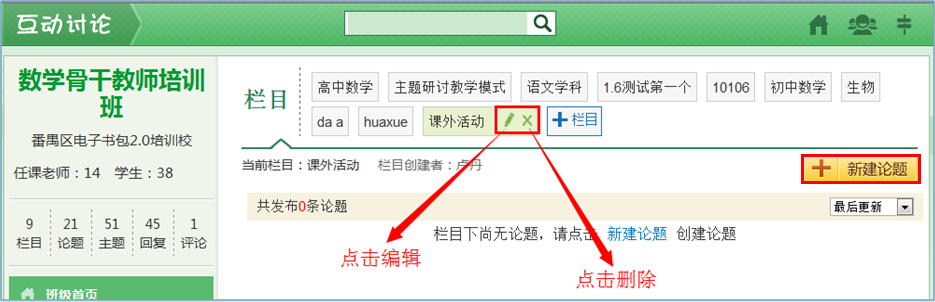 互动讨论
数学骨干教师培训
班
番禺区电子书包2.0培训校
任课老师：14 学生：38
9 21 51 45 1
栏目 论题 主题 回复 评论
班级首页
栏目
高中数学 主题研讨教学模式 语文学科 1.6测试第一个 10106 初中数学 生物
da a huaxue 课外活动 栏目
当前栏目：课外活动 栏目创建者：卢丹
新建论题
共发布0条论题 最后更新
栏目下尚无论题，请点击 新建论题 创建论题
点击编辑
点击删除